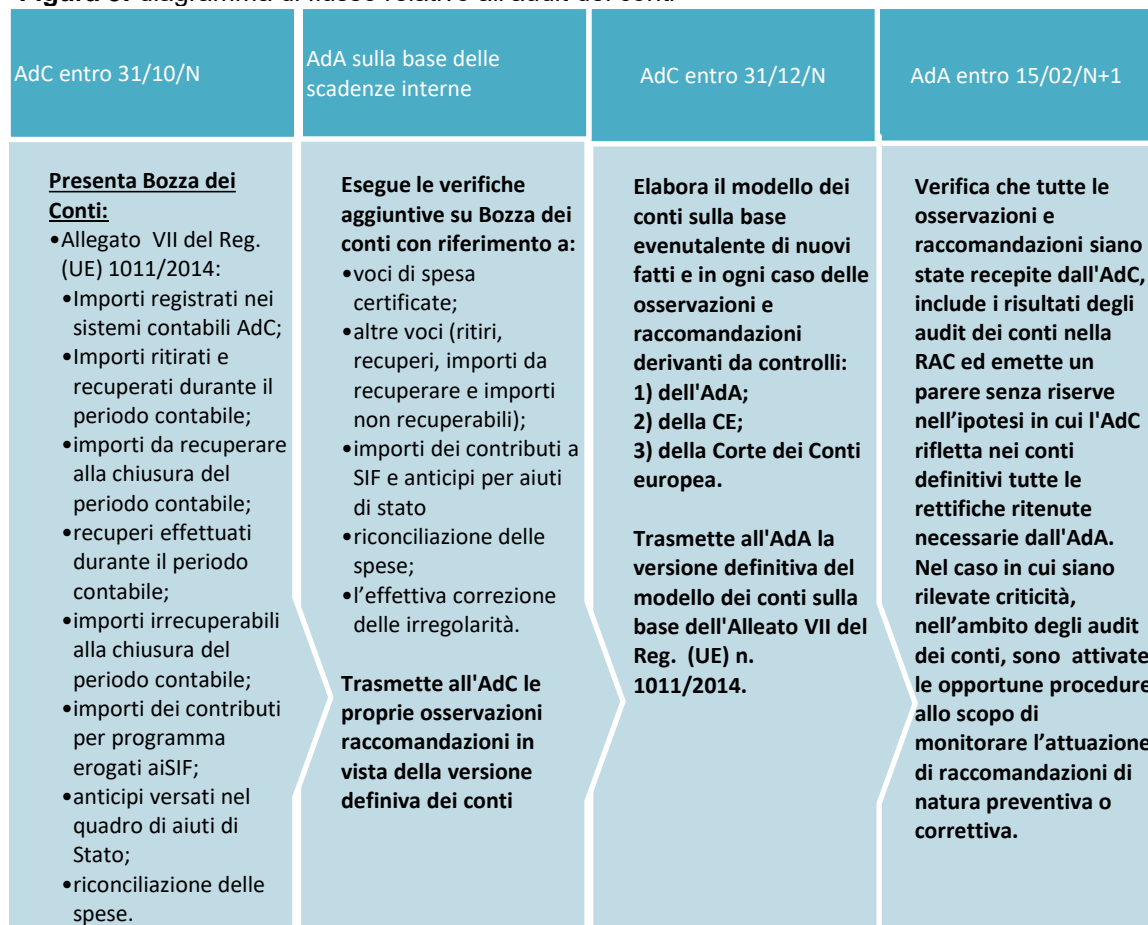 AdC entro 31/10/N
AdA sulla base delle
scadenze interne
AdC entro 31/12/N
AdA entro 15/02/N+1
Presenta Bozza dei
Conti:
•Allegato VII del Reg.
(UE) 1011/2014:
•Importi registrati nei
sistemi contabili AdC;
•Importi ritirati e
recuperati durante il
periodo contabile;
•importi da recuperare
alla chiusura del
periodo contabile;
•recuperi effettuati
durante il periodo
contabile;
•importi irrecuperabili
alla chiusura del
periodo contabile;
•importi dei contributi
per programma
erogati aiSIF;
•anticipi versati nel
quadro di aiuti di
Stato;
•riconciliazione delle
spese.
Esegue le verifiche
aggiuntive su Bozza dei
conti con riferimento a:
•voci di spesa
certificate;
•altre voci (ritiri,
recuperi, importi da
recuperare e importi
non recuperabili);
•importi dei contributi a
SIF e anticipi per aiuti
di stato
•riconciliazione delle
spese;
•l'effettiva correzione
delle irregolarità.
Trasmette all'AdC le
proprie osservazioni
raccomandazioni in
vista della versione
definiva dei conti
Elabora il modello dei
conti sulla base
evenutalente di nuovi
fatti e in ogni caso delle
osservazioni e
raccomandazioni
derivanti da controlli:
1) dell'AdA;
2) della CE;
3) della Corte dei Conti
europea.
Trasmette all'AdA la
versione definitiva del
modello dei conti sulla
base dell'Alleato VII del
Reg. (UE) n.
1011/2014.
Verifica che tutte le
osservazioni e
raccomandazioni siano
state recepite dall'AdC,
include i risultati degli
audit dei conti nella
RAC ed emette un
parere senza riserve
nell'ipotesi in cui l'AdC
rifletta nei conti
definitivi tutte le
rettifiche ritenute
necessarie dall'AdA.
Nel caso in cui siano
rilevate criticità,
nell'ambito degli audit
dei conti, sono attivate
le opportune procedure
allo scopo di
monitorare l'attuazione
di raccomandazioni di
natura preventiva o
correttiva.